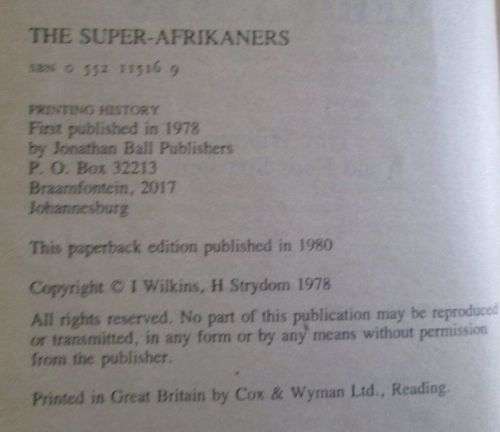 THE SUPER-AFRIKANERS
SBN 0 552 11516 9
PRINTING HISTORY
First published in 1978
by Jonathan Ball Publishers
P. O. Box 32213
Braamfontein, 2017
Johannesburg
This paperback edition published in 1980
Copyright © I Wilkins, H Strydom 1978
All rights reserved. No part of this publication may be reproduced
or transmitted, in any form or by any means without permission
from the publisher.
Printed in Great Britain by Cox & Wyman Ltd., Reading.